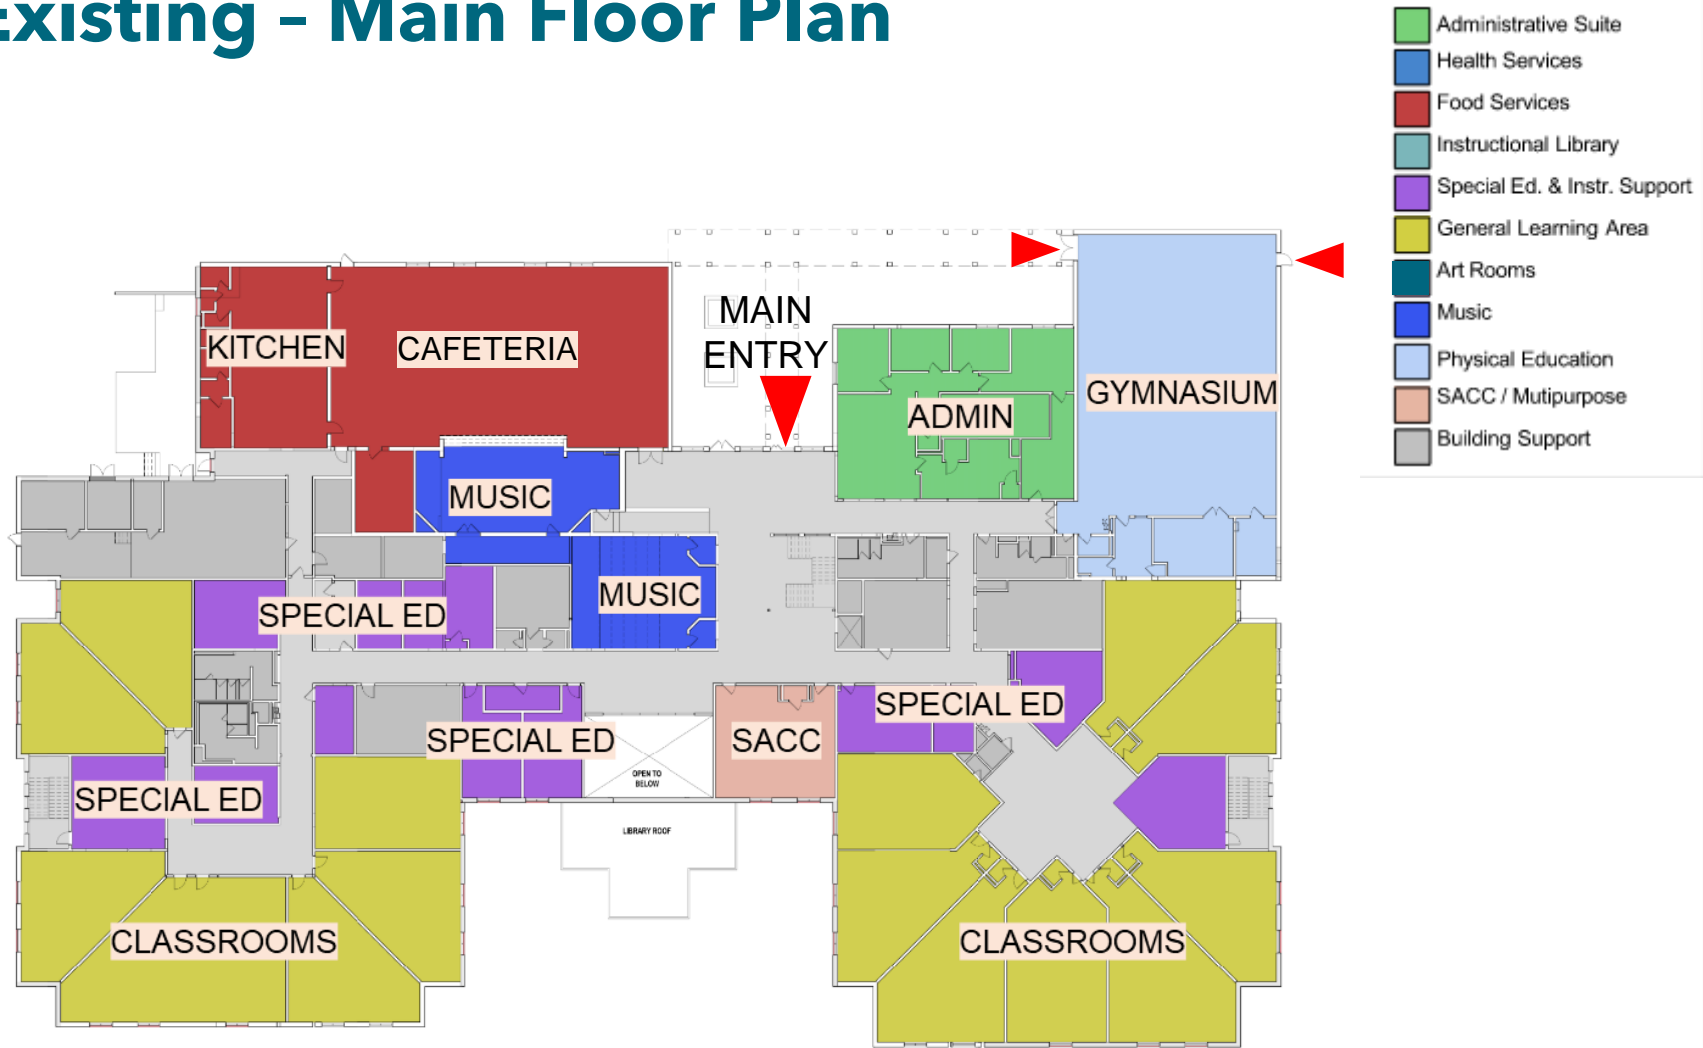 Existing – Main Floor Plan
Administrative Suite
Health Services
Food Services
Instructional Library
Special Ed. & Instr. Support
General Learning Area
Art Rooms
Music
Physical Education
SACC / Mutipurpose
Building Support
MAIN
ENTRY
KITCHEN
CAFETERIA
GYMNASIUM
ADMIN
MUSIC
MUSIC
SPECIAL ED
SPECIAL ED
SPECIAL ED
SACC
OPEN TO
BELOW
SPECIAL ED
LIBRARY ROOF
CLASSROOMS
CLASSROOMS